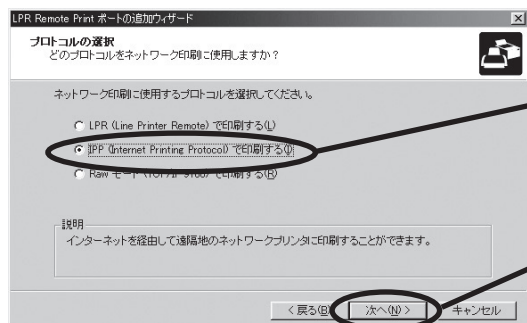 LPR Remote Print ポートの追加ウィザード
プロトコルの選択
どのプロトコルをネットワーク印刷に使用しますか?
ネットワーク印刷に使用するプロトコルを選択してください。
LPR (Line Printer Remote) で印刷する(L)
IPP (Internet Printing Protocol) で印刷する(I)
Raw モード (TCP/IP 9100) で印刷する(R)
説明
インターネットを経由して遠隔地のネットワークプリンタに印刷することができます。
< 戻る(B)
次へ(N) >
キャンセル